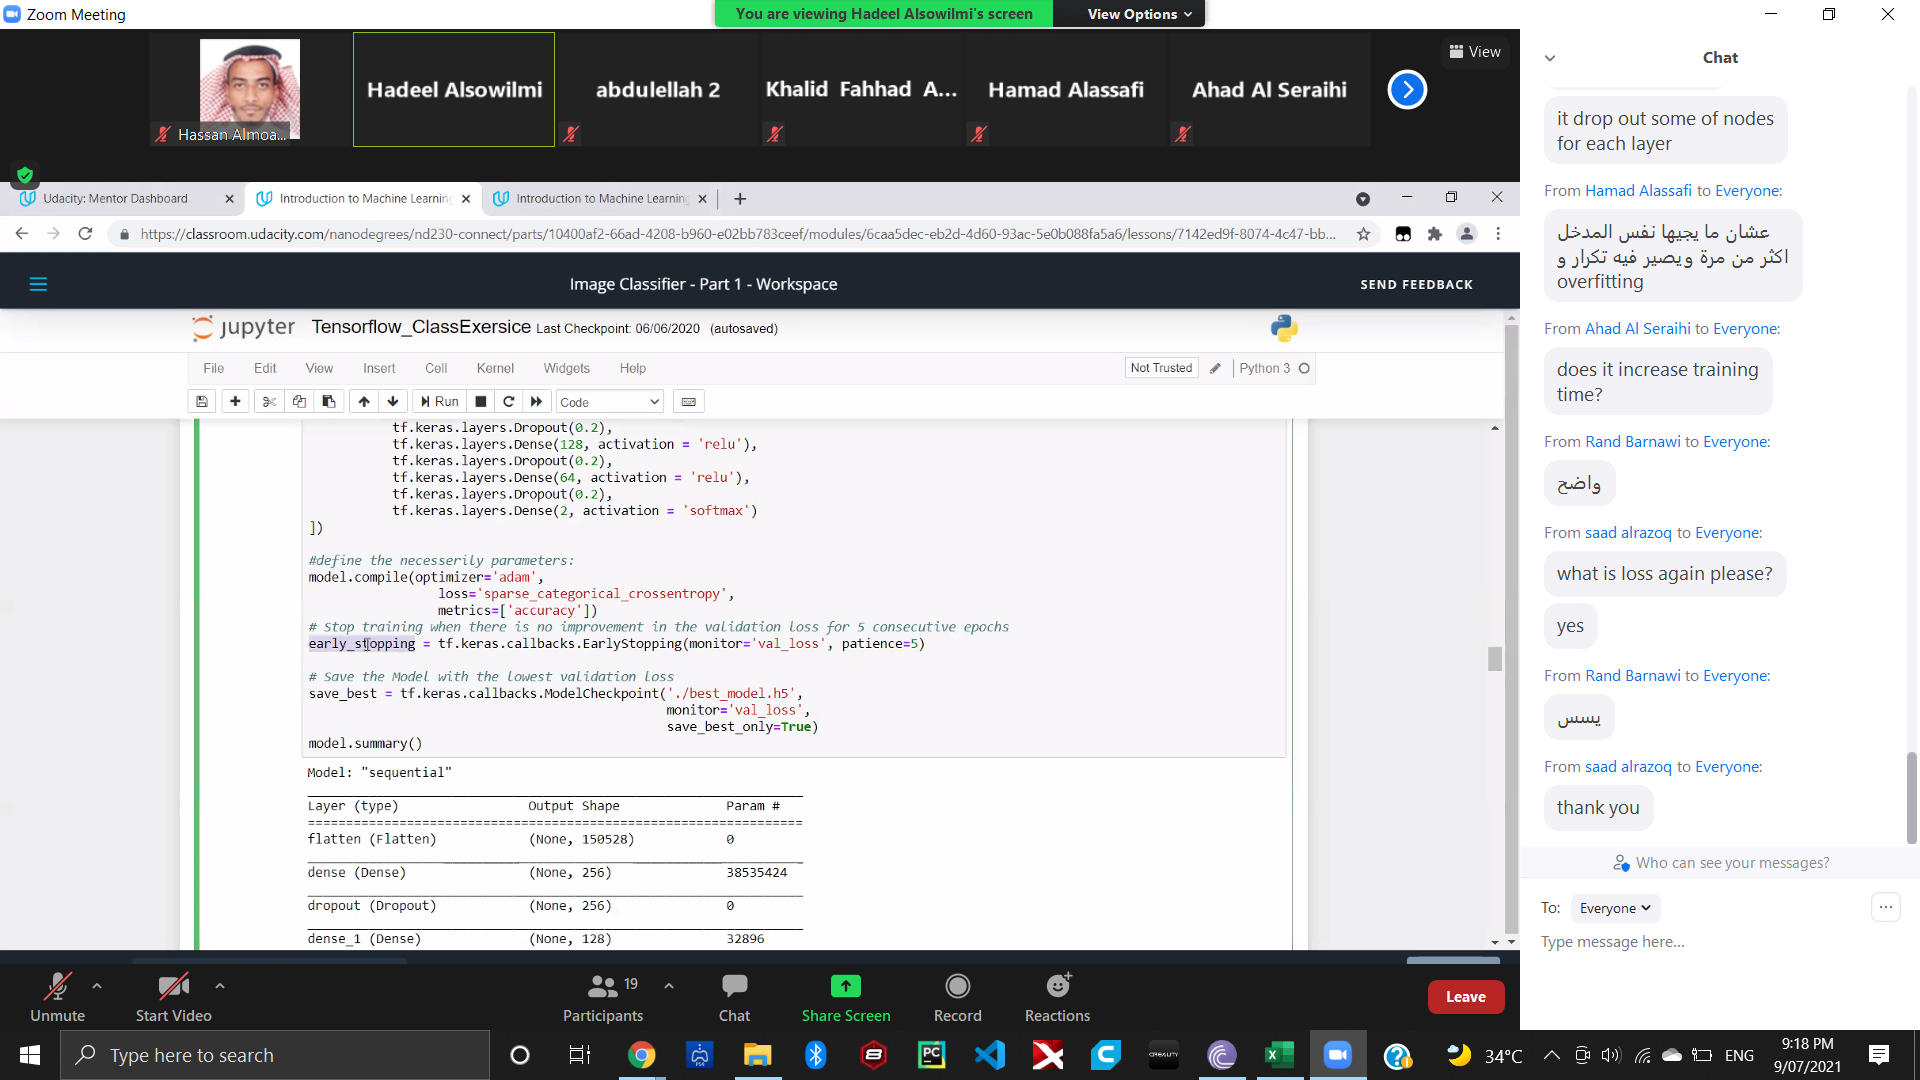 Zoom Meeting
You are viewing Hadeel Alsowilmi's screen
View Options
View
Hassan Almoa...
Hadeel Alsowilmi
abdulellah 2
Khalid Fahhad A...
Hamad Alassafi
Ahad Al Seraihi
Udacity: Mentor Dashboard
Introduction to Machine Learning
Introduction to Machine Learning
https://classroom.udacity.com/nanodegrees/nd230-connect/parts/10400af2-66ad-4208-b960-e02bb783ceef/modules/6caa5dec-eb2d-4d60-93ac-5e0b088fa5a6/lessons/7142ed9f-8074-4c47-bb...
Image Classifier - Part 1 - Workspace
SEND FEEDBACK
jupyter Tensorflow_ClassExersice Last Checkpoint: 06/06/2020 (autosaved)
File Edit View Insert Cell Kernel Widgets Help
Not Trusted
Python 3
Run
Code
tf.keras.layers.Dropout(0.2),
tf.keras.layers.Dense(128, activation = 'relu'),
tf.keras.layers.Dropout(0.2),
tf.keras.layers.Dense(64, activation = 'relu'),
tf.keras.layers.Dropout(0.2),
tf.keras.layers.Dense(2, activation = 'softmax')
])
#define the necesserily parameters:
model.compile(optimizer='adam',
loss='sparse_categorical_crossentropy',
metrics=['accuracy'])
# Stop training when there is no improvement in the validation loss for 5 consecutive epochs
early_stopping = tf.keras.callbacks.EarlyStopping(monitor='val_loss', patience=5)
# Save the Model with the lowest validation loss
save_best = tf.keras.callbacks.ModelCheckpoint('./best_model.h5',
monitor='val_loss',
save_best_only=True)
model.summary()
Model: "sequential"
Layer (type) Output Shape Param #
=================================================================
flatten (Flatten) (None, 150528) 0
dense (Dense) (None, 256) 38535424
dropout (Dropout) (None, 256) 0
dense_1 (Dense) (None, 128) 32896
Chat
it drop out some of nodes
for each layer
From Hamad Alassafi to Everyone:
عشان ما يجيها نفس المدخل
اكثر من مرة ويصير فيه تكرار و
overfitting
From Ahad Al Seraihi to Everyone:
does it increase training
time?
From Rand Barnawi to Everyone:
واضح
From saad alrazoq to Everyone:
what is loss again please?
yes
From Rand Barnawi to Everyone:
يسس
From saad alrazoq to Everyone:
thank you
Who can see your messages?
To: Everyone
Type message here...
Unmute
Start Video
19
Participants
Chat
Share Screen
Record
Reactions
Leave
Type here to search
PC
CREALITY
34°C
ENG
9:18 PM
9/07/2021